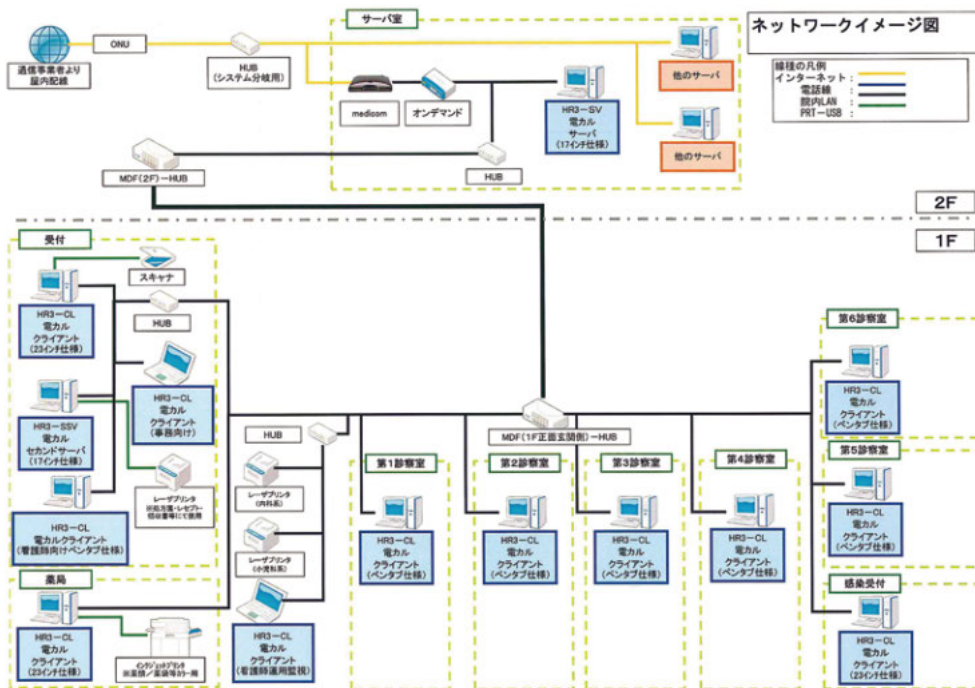 ネットワークイメージ図
線種の凡例
インターネット：
電話線：
院内LAN：
PRT－USB：
サーバ室
ONU
通信事業者より
屋内配線
HUB
(システム分岐用)
medicom
オンデマンド
HR3－SV
電カル
サーバ
(17インチ仕様)
他のサーバ
他のサーバ
HUB
MDF(2F)－HUB
2F
1F
受付
スキャナ
HUB
HR3－CL
電カル
クライアント
(23インチ仕様)
HR3－CL
電カル
クライアント
(事務向け)
HR3－SSV
電カル
セカンドサーバ
(17インチ仕様)
レーザプリンタ
HR3－CL
電カルクライアント
(看護師向けペンタブ仕様)
薬局
HR3－CL
電カル
クライアント
(23インチ仕様)
インクジェットプリンタ
HUB
レーザプリンタ
(内科系)
レーザプリンタ
(小児科系)
HR3－CL
電カル
クライアント
(看護師運用監視)
MDF(1F正面玄関側)－HUB
第1診察室
HR3－CL
電カル
クライアント
(ペンタブ仕様)
第2診察室
HR3－CL
電カル
クライアント
(ペンタブ仕様)
第3診察室
HR3－CL
電カル
クライアント
(ペンタブ仕様)
第4診察室
HR3－CL
電カル
クライアント
(ペンタブ仕様)
第6診察室
HR3－CL
電カル
クライアント
(ペンタブ仕様)
第5診察室
HR3－CL
電カル
クライアント
(ペンタブ仕様)
感染受付
HR3－CL
電カル
クライアント
(23インチ仕様)